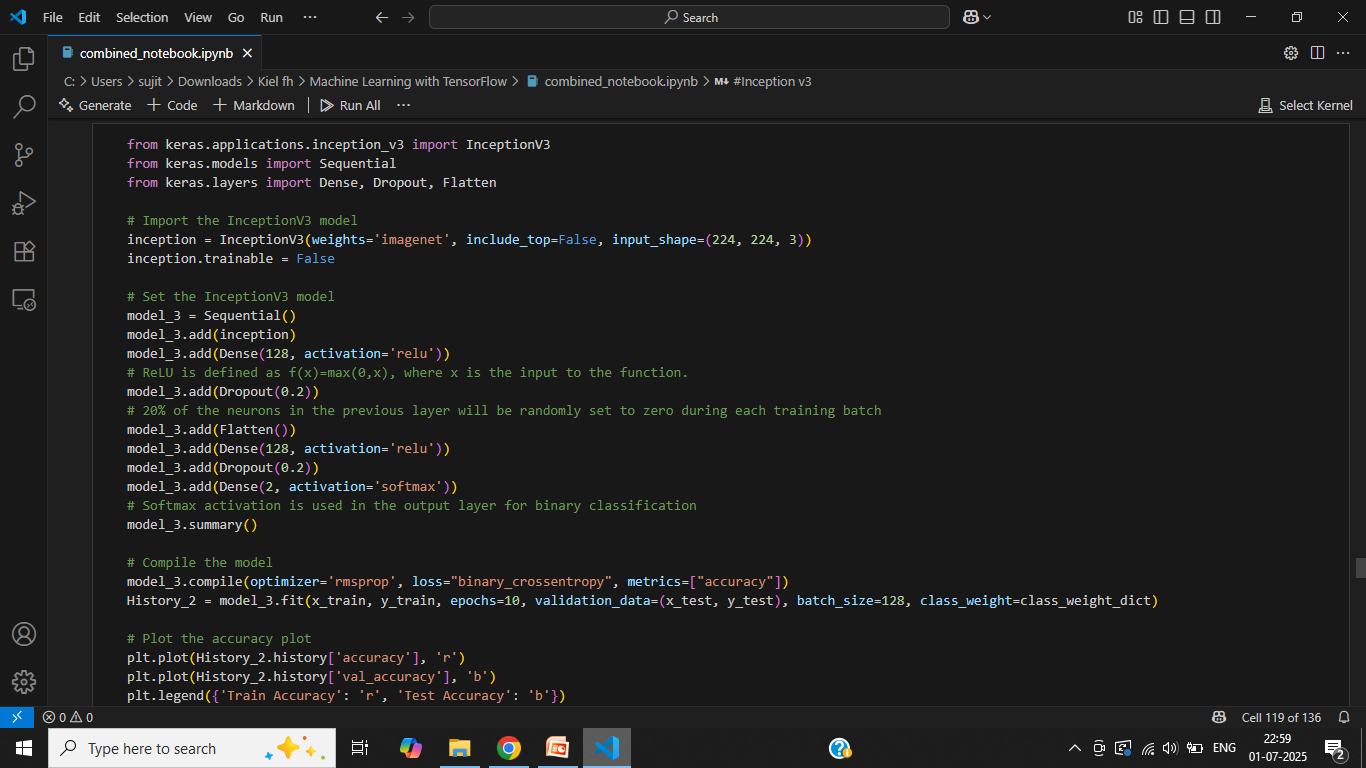 File Edit Selection View Go Run ··· Search
combined_notebook.ipynb
C: > Users > sujit > Downloads > Kiel fh > Machine Learning with TensorFlow > combined_notebook.ipynb > M↓ #Inception v3
Generate + Code + Markdown Run All ··· Select Kernel
from keras.applications.inception_v3 import InceptionV3
from keras.models import Sequential
from keras.layers import Dense, Dropout, Flatten
# Import the InceptionV3 model
inception = InceptionV3(weights='imagenet', include_top=False, input_shape=(224, 224, 3))
inception.trainable = False
# Set the InceptionV3 model
model_3 = Sequential()
model_3.add(inception)
model_3.add(Dense(128, activation='relu'))
# ReLU is defined as f(x)=max(0,x), where x is the input to the function.
model_3.add(Dropout(0.2))
# 20% of the neurons in the previous layer will be randomly set to zero during each training batch
model_3.add(Flatten())
model_3.add(Dense(128, activation='relu'))
model_3.add(Dropout(0.2))
model_3.add(Dense(2, activation='softmax'))
# Softmax activation is used in the output layer for binary classification
model_3.summary()
# Compile the model
model_3.compile(optimizer='rmsprop', loss="binary_crossentropy", metrics=["accuracy"])
History_2 = model_3.fit(x_train, y_train, epochs=10, validation_data=(x_test, y_test), batch_size=128, class_weight=class_weight_dict)
# Plot the accuracy plot
plt.plot(History_2.history['accuracy'], 'r')
plt.plot(History_2.history['val_accuracy'], 'b')
plt.legend({'Train Accuracy': 'r', 'Test Accuracy': 'b'})
0 0 Cell 119 of 136
Type here to search ENG 22:59
01-07-2025 2